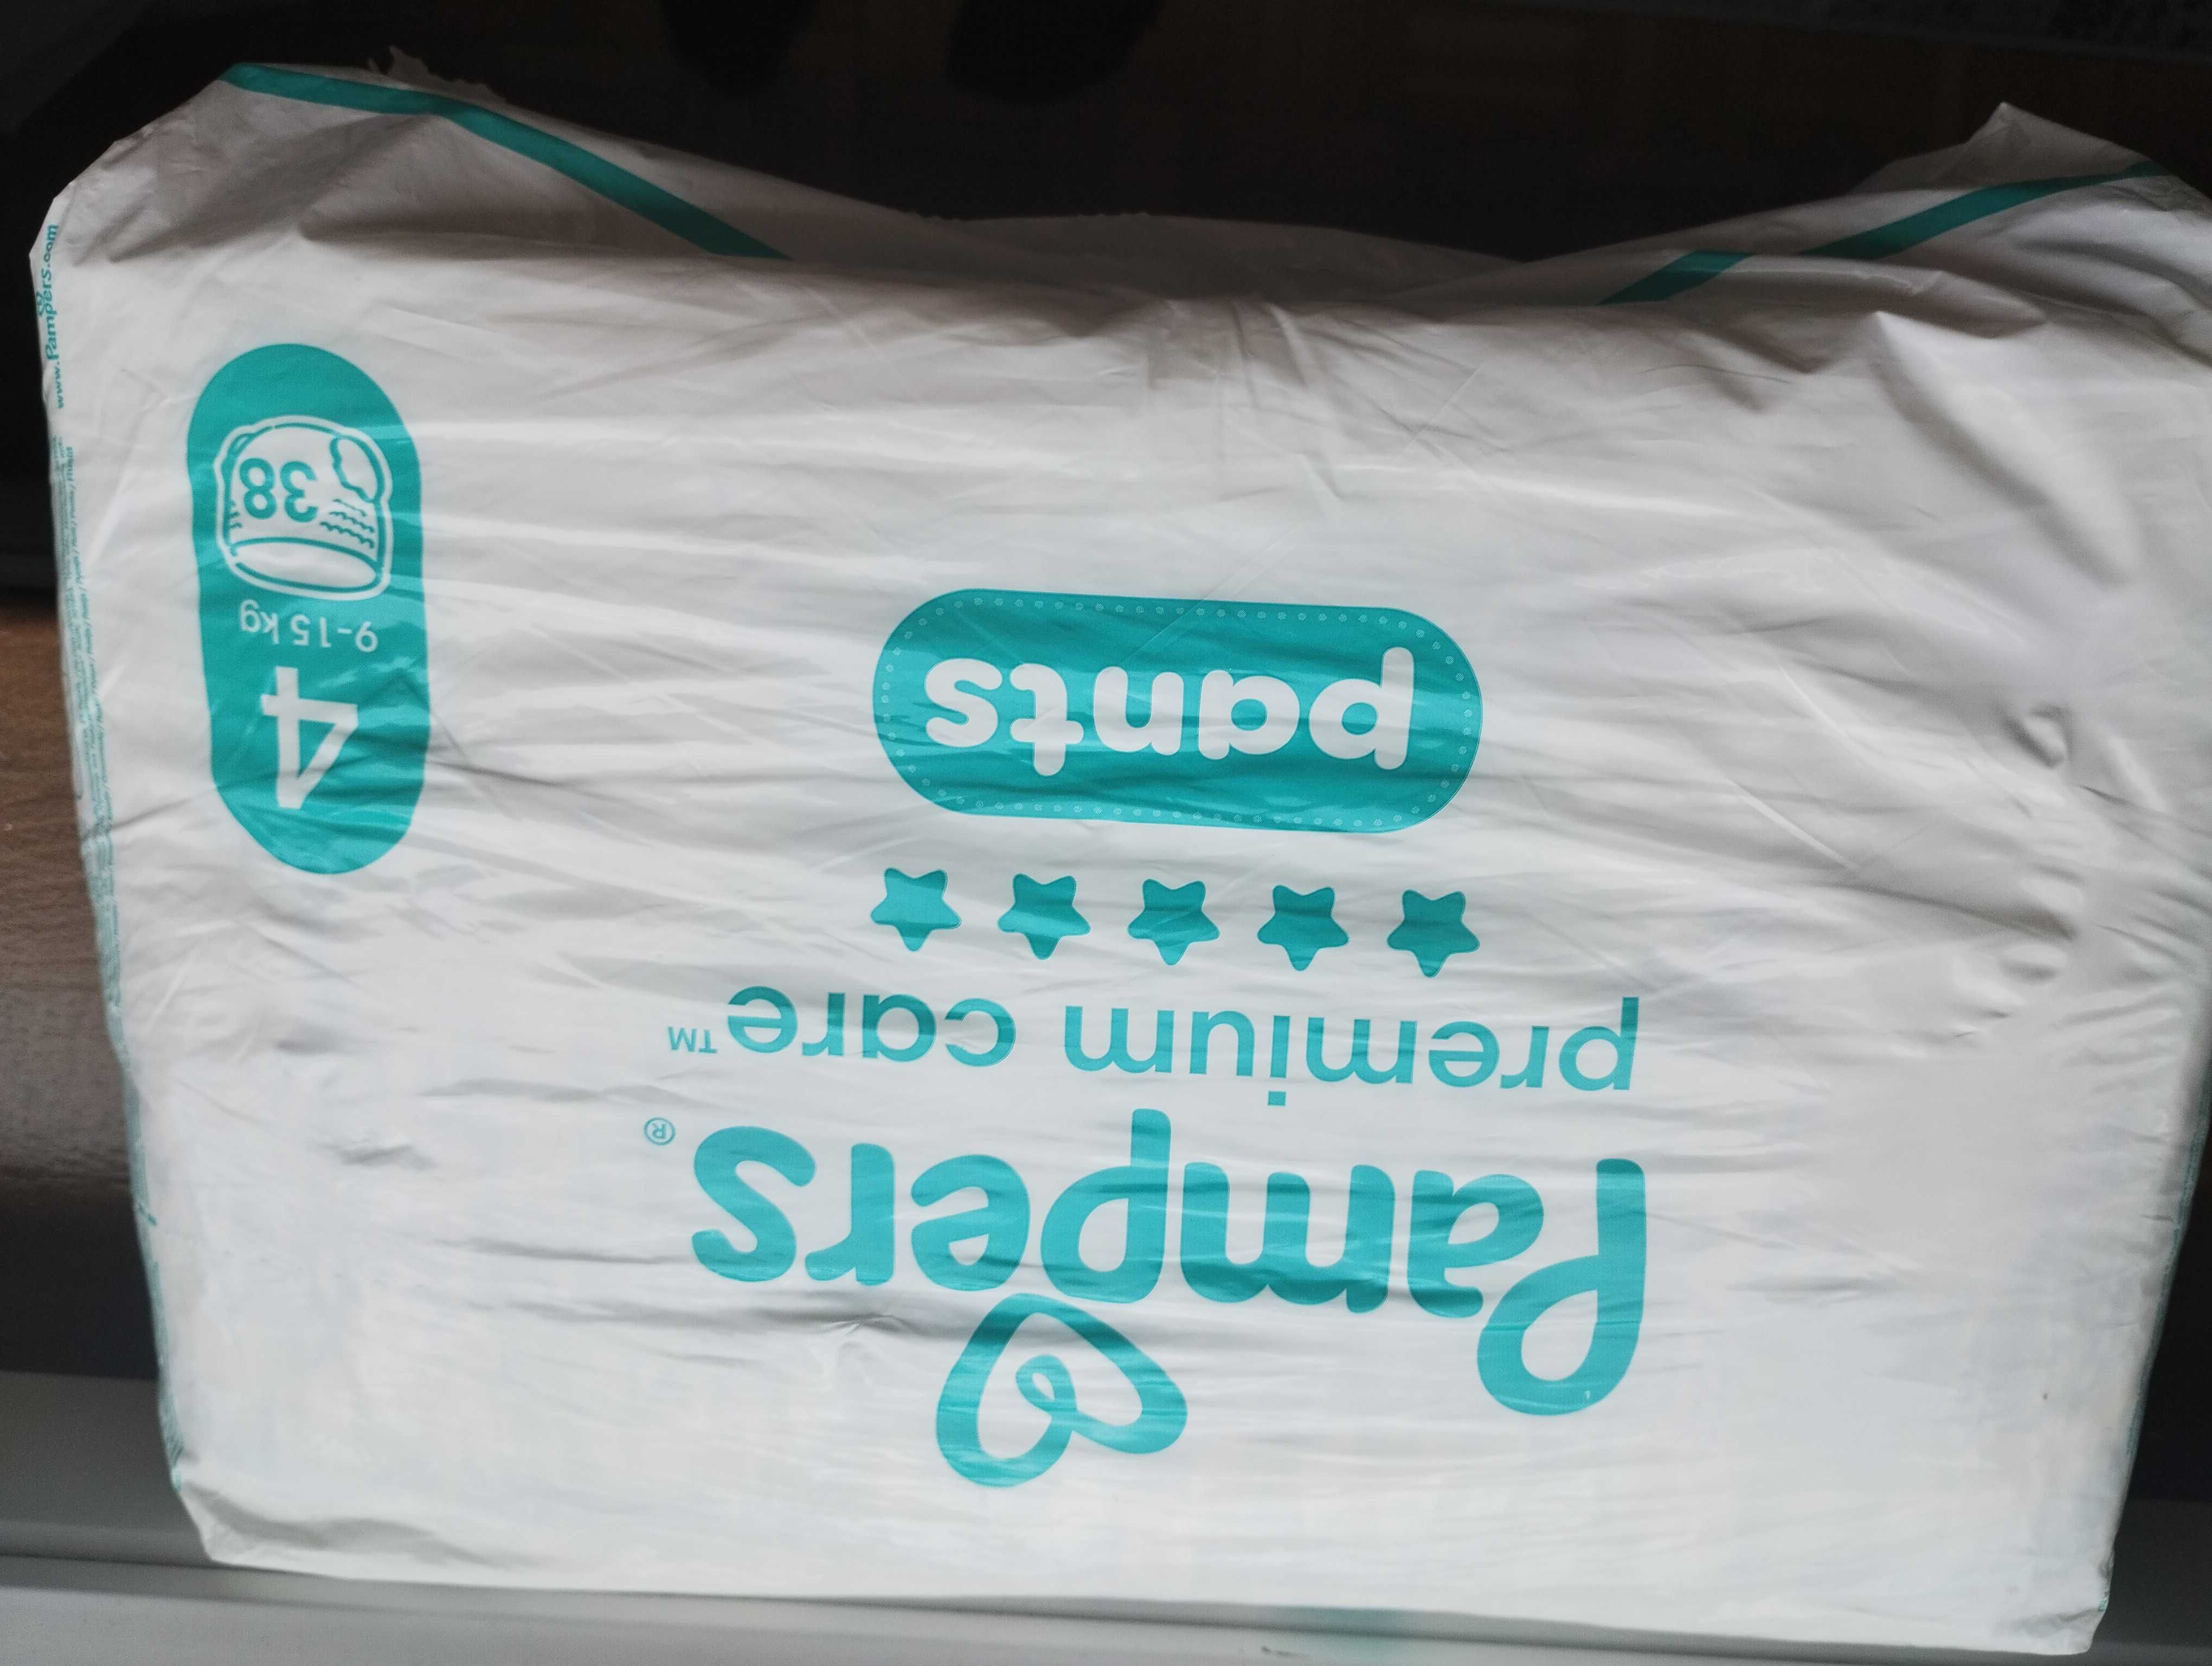 Pampers®
premium care™
pants
4
9-15 kg
38
www.Pampers.com